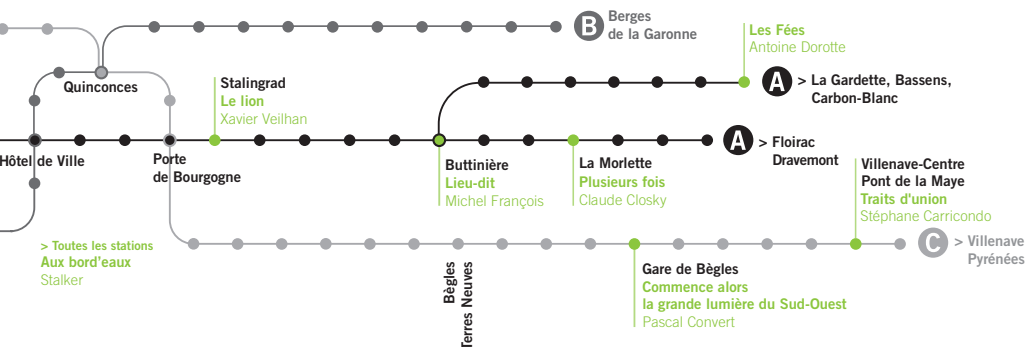 B
Berges
de la Garonne
Les Fées
Antoine Dorotte
Quinconces
Stalingrad
Le lion
Xavier Veilhan
A
> La Gardette, Bassens,
Carbon-Blanc
Hôtel de Ville
Porte
de Bourgogne
Buttinière
Lieu-dit
Michel François
La Morlette
Plusieurs fois
Claude Closky
A
> Floirac
Dravemont
Villenave-Centre
Pont de la Maye
Traits d'union
Stéphane Carricondo
> Toutes les stations
Aux bord'eaux
Stalker
Bègles
Terres Neuves
Gare de Bègles
Commence alors
la grande lumière du Sud-Ouest
Pascal Convert
C
> Villenave
Pyrénées